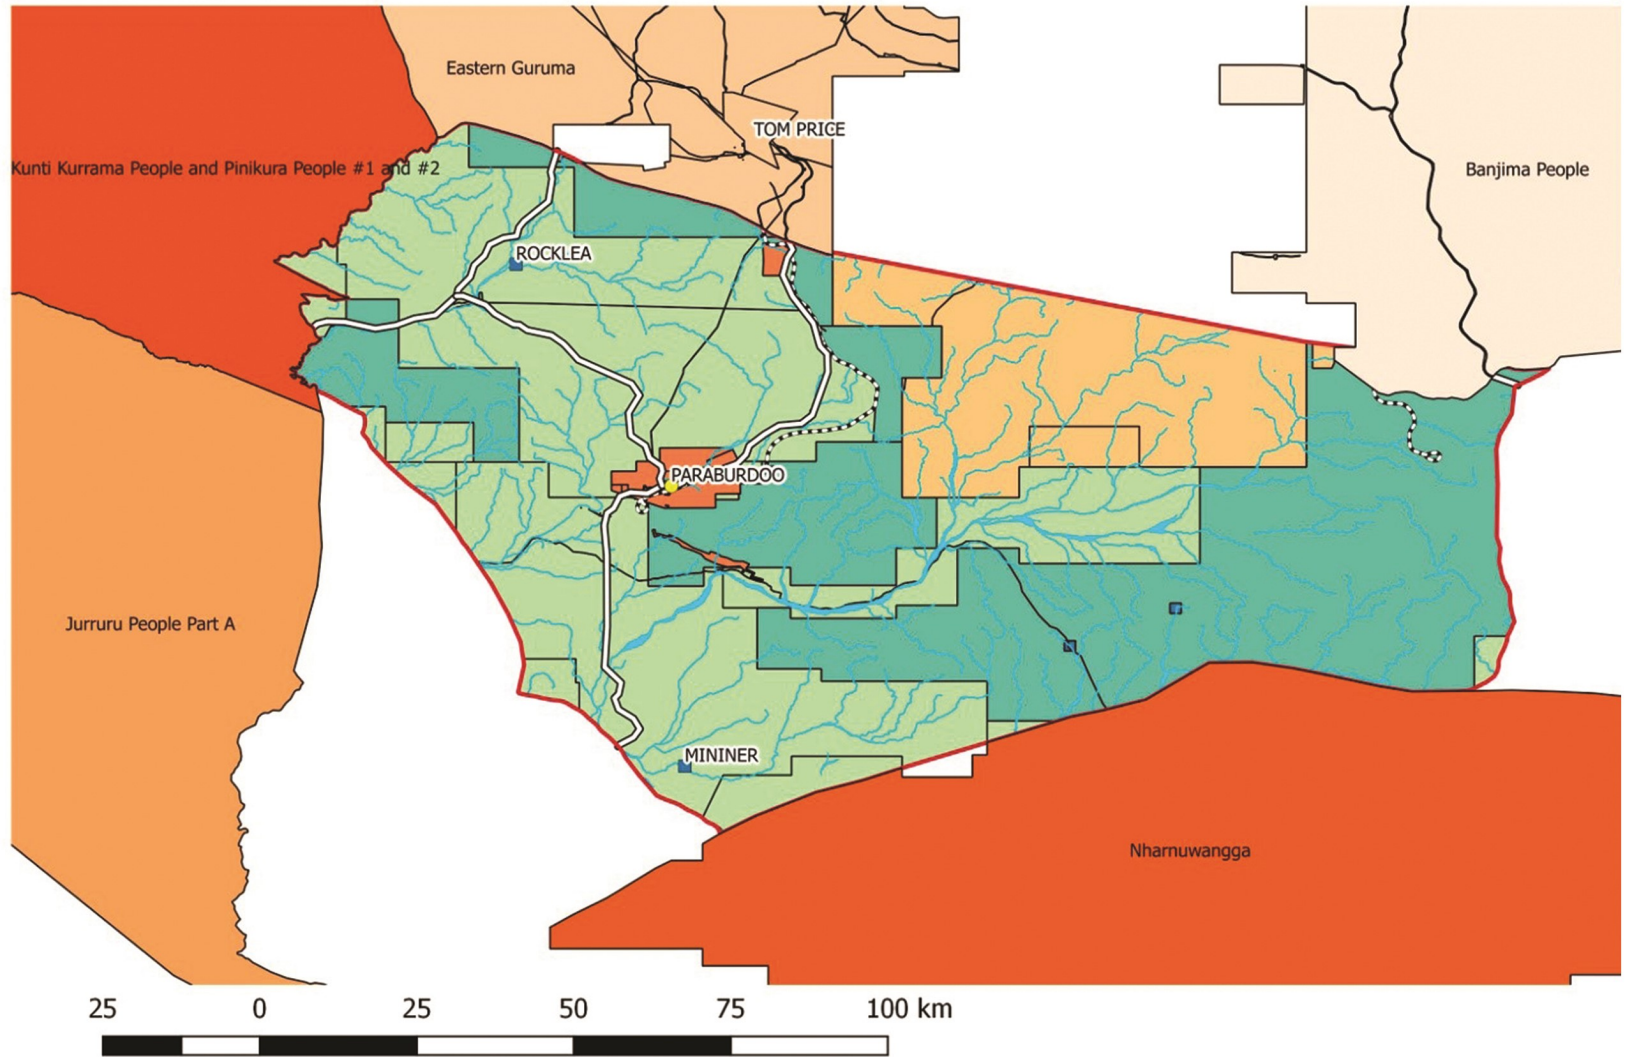 Eastern Guruma
TOM PRICE
Kunti Kurrama People and Pinikura People #1 and #2
Banjima People
ROCKLEA
PARABURDOO
Jurruru People Part A
MININER
Nharnuwangga
25 0 25 50 75 100 km